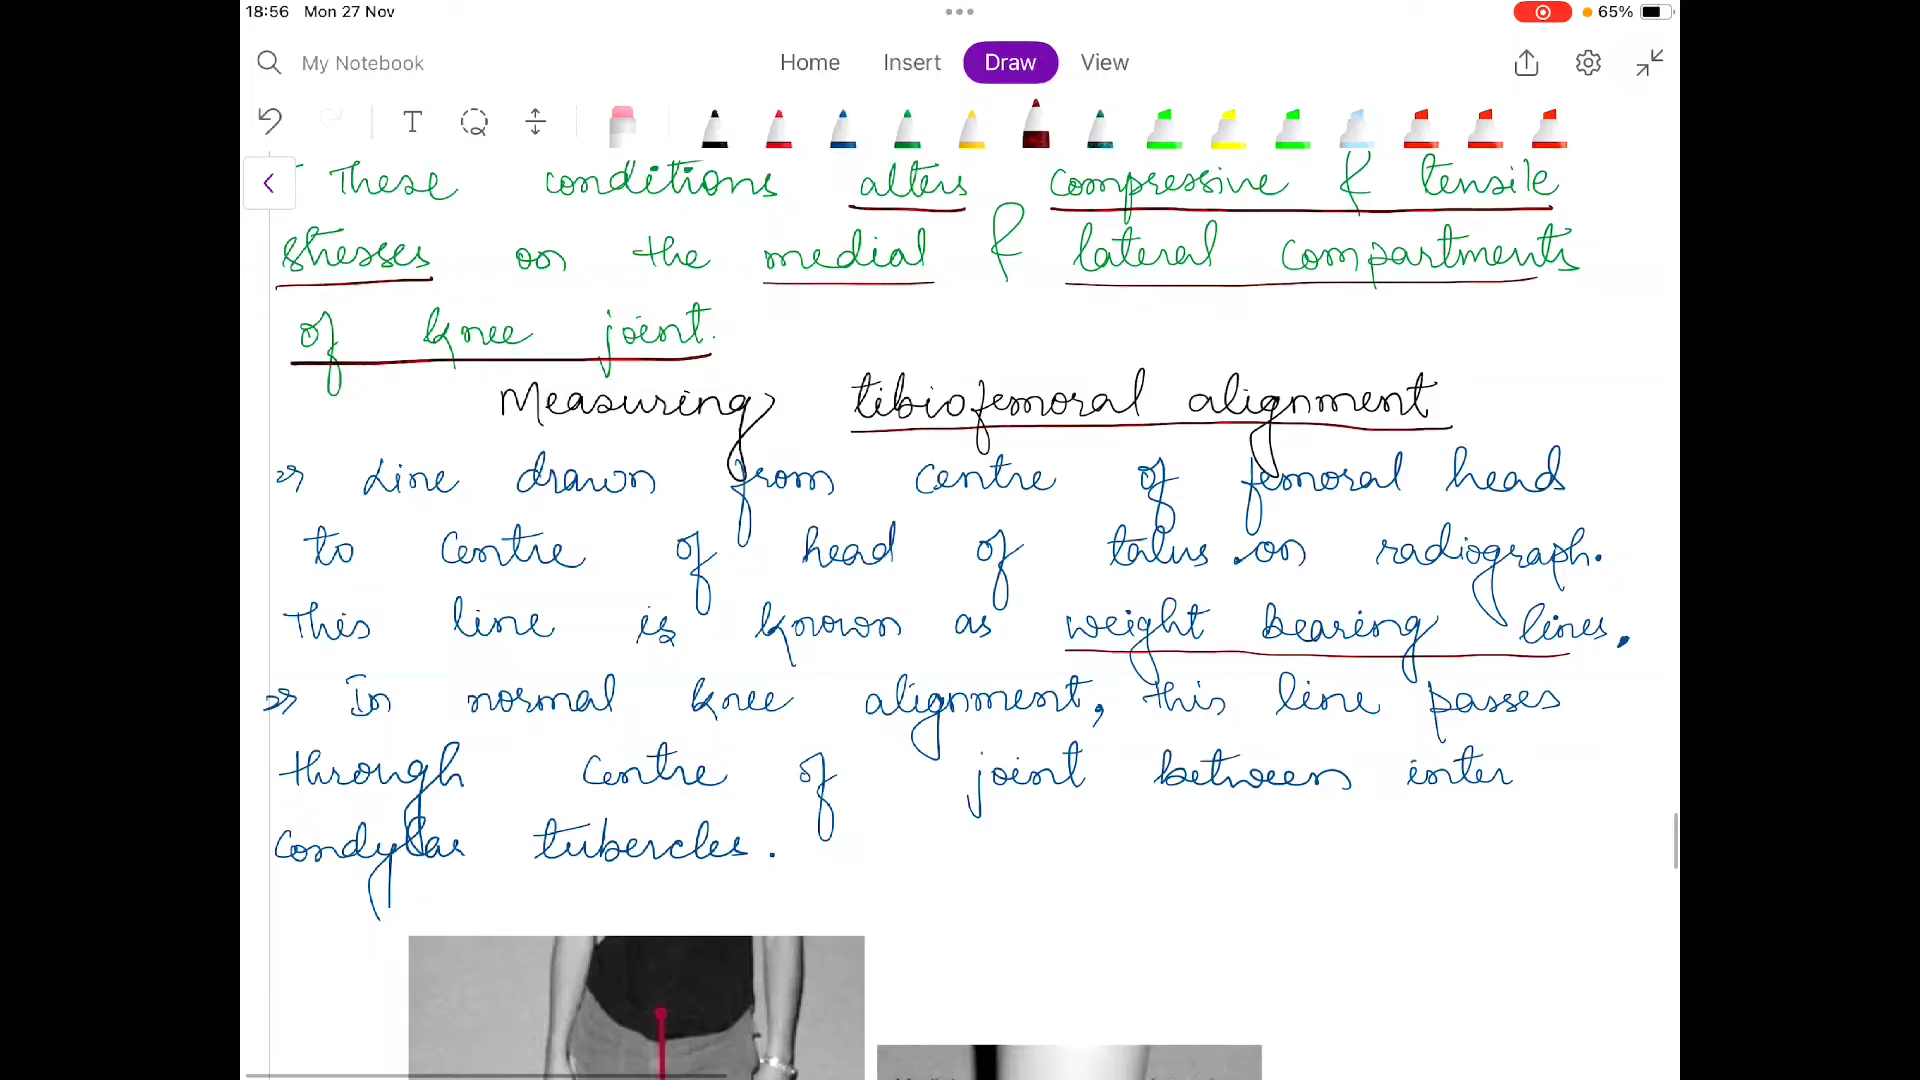 18:56 Mon 27 Nov
65%
My Notebook
Home Insert Draw View
T
These conditions alters compressive & tensile
stresses on the medial & lateral compartments
of knee joint.
Measuring tibiofemoral alignment
Line drawn from centre of femoral head
to centre of head of talus on radiograph.
This line is known as weight bearing lines.
In normal knee alignment, this line passes
through centre of joint between inter
condylar tubercles.